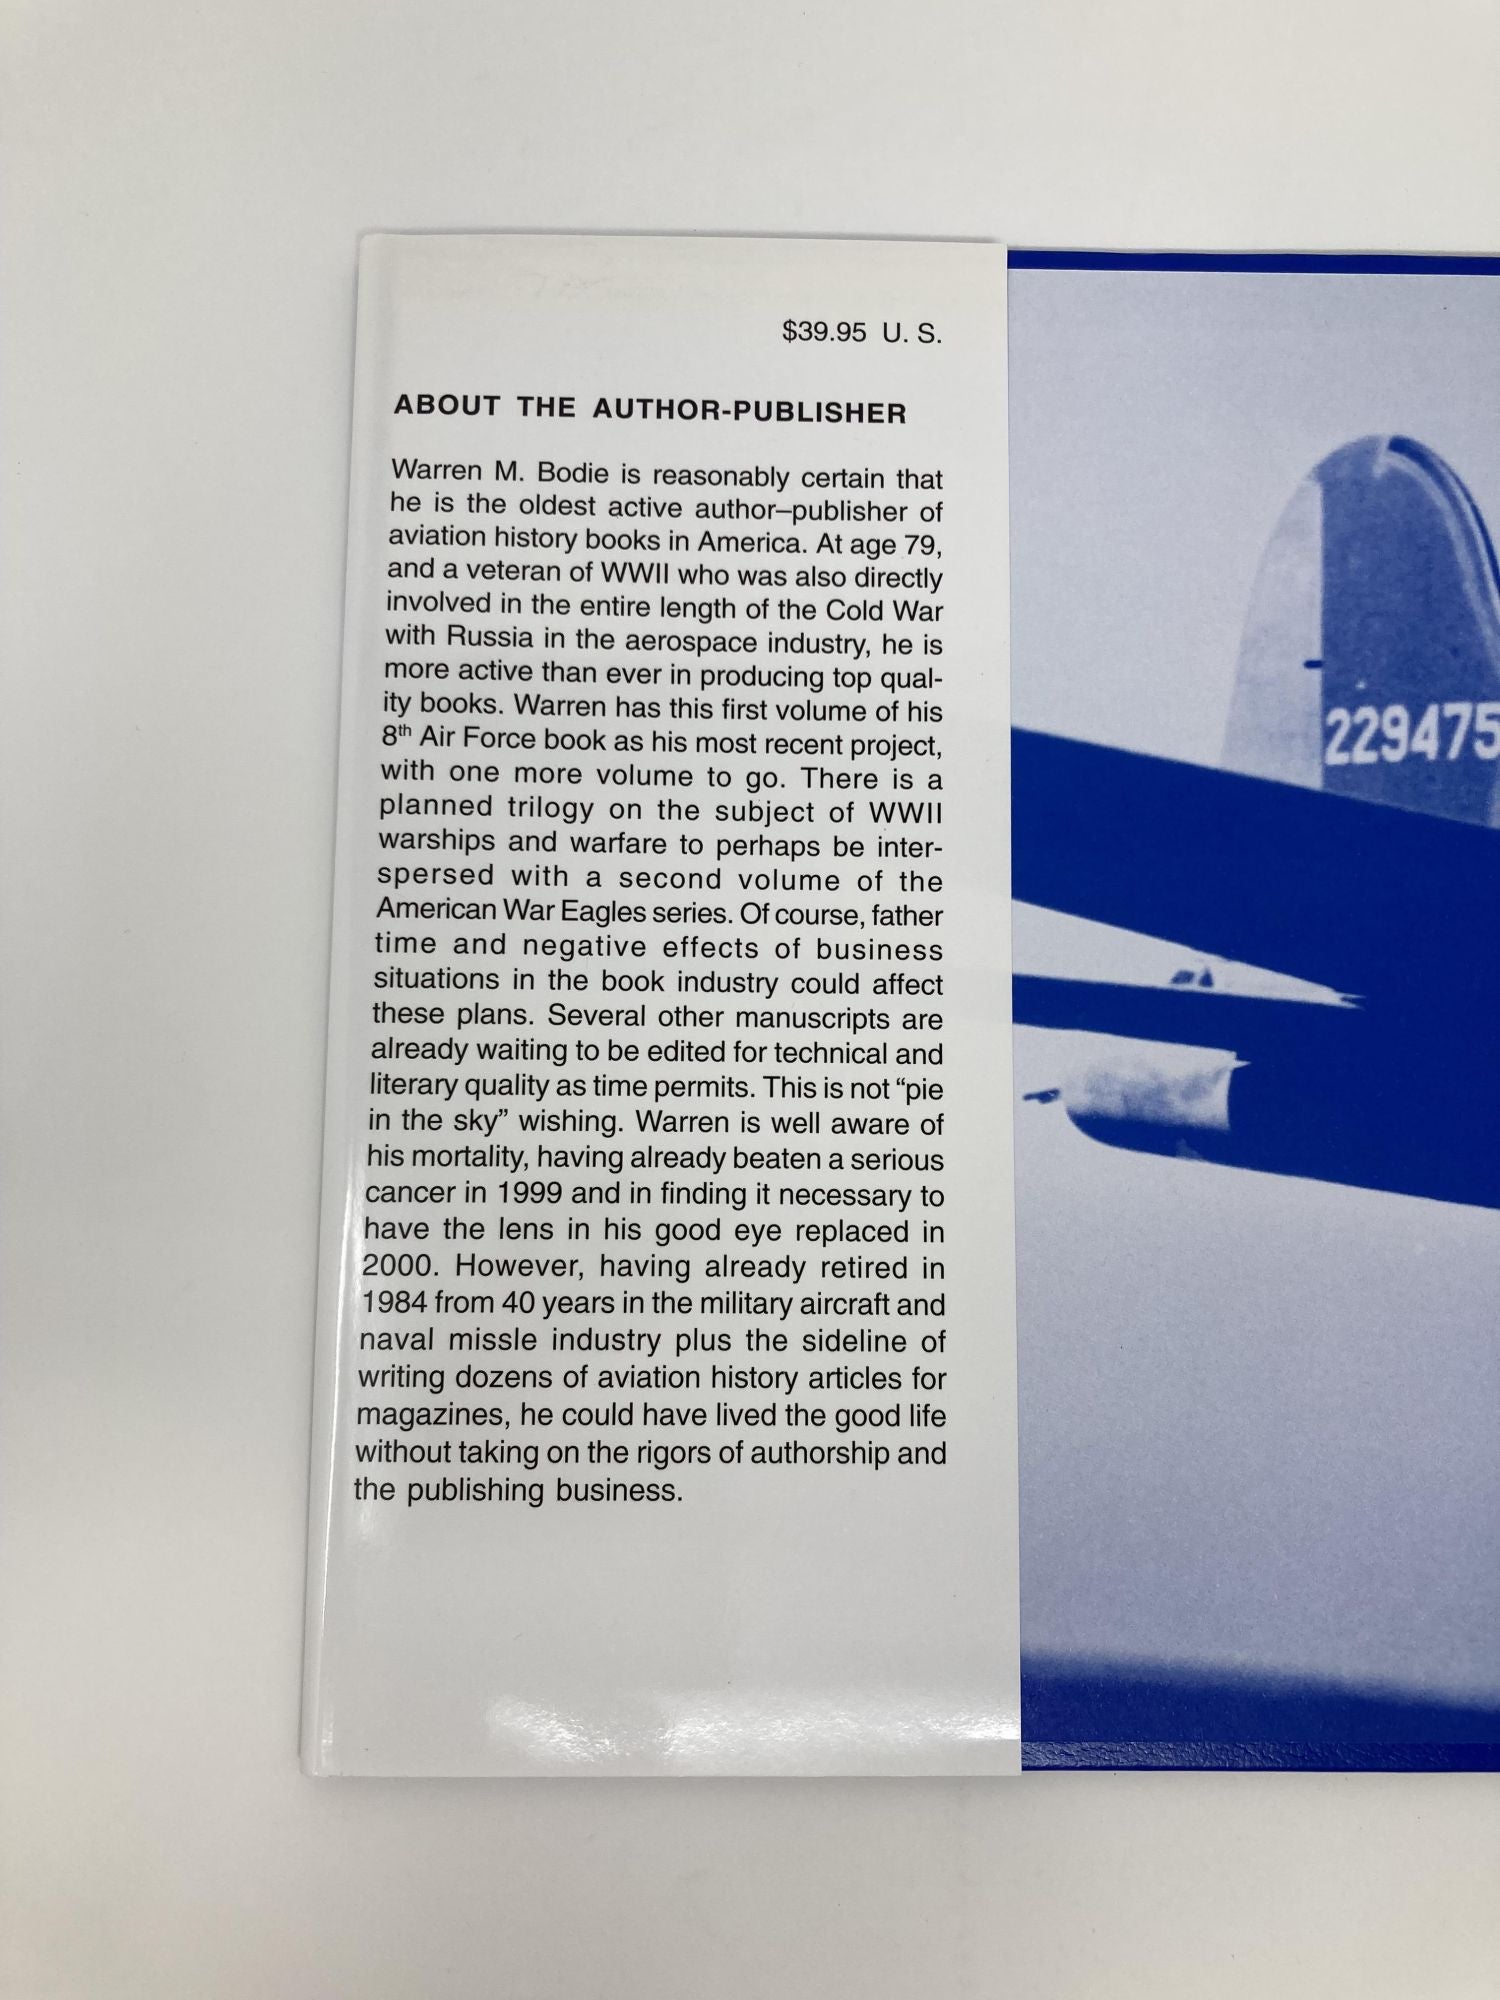 $39.95 U. S.
ABOUT THE AUTHOR-PUBLISHER
Warren M. Bodie is reasonably certain that
he is the oldest active author–publisher of
aviation history books in America. At age 79,
and a veteran of WWII who was also directly
involved in the entire length of the Cold War
with Russia in the aerospace industry, he is
more active than ever in producing top qual-
ity books. Warren has this first volume of his
8th Air Force book as his most recent project,
with one more volume to go. There is a
planned trilogy on the subject of WWII
warships and warfare to perhaps be inter-
spersed with a second volume of the
American War Eagles series. Of course, father
time and negative effects of business
situations in the book industry could affect
these plans. Several other manuscripts are
already waiting to be edited for technical and
literary quality as time permits. This is not “pie
in the sky” wishing. Warren is well aware of
his mortality, having already beaten a serious
cancer in 1999 and in finding it necessary to
have the lens in his good eye replaced in
2000. However, having already retired in
1984 from 40 years in the military aircraft and
naval missle industry plus the sideline of
writing dozens of aviation history articles for
magazines, he could have lived the good life
without taking on the rigors of authorship and
the publishing business.
229475